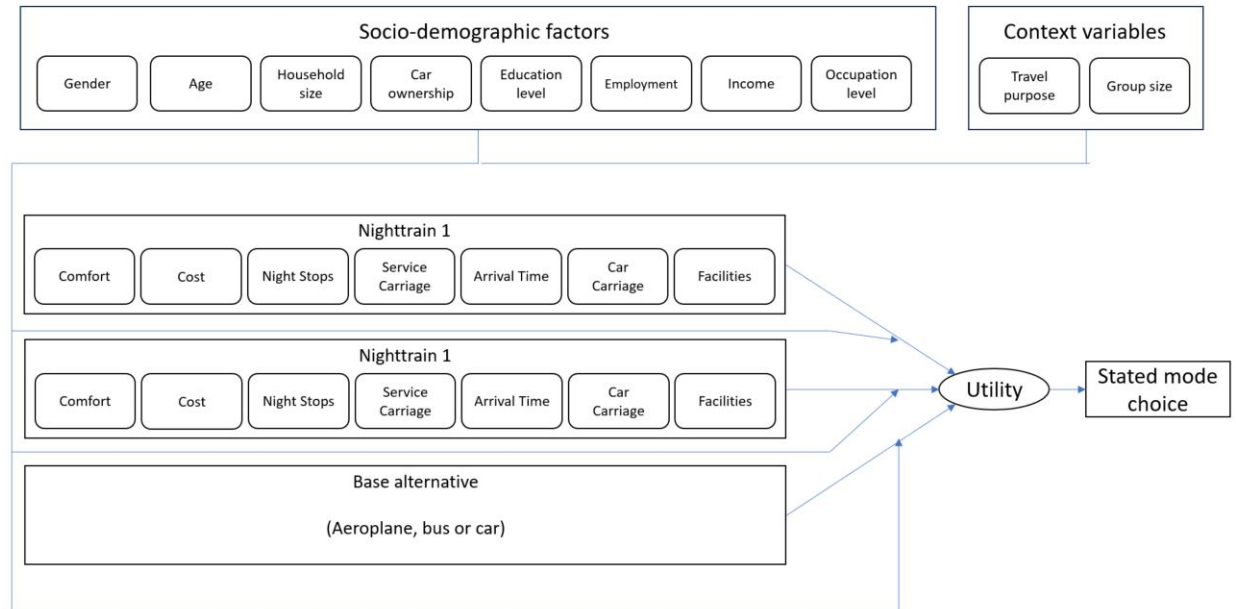 Socio-demographic factors
Gender
Age
Household
size
Car
ownership
Education
level
Employment
Income
Occupation
level
Context variables
Travel
purpose
Group size
Nighttrain 1
Comfort
Cost
Night Stops
Service
Carriage
Arrival Time
Car
Carriage
Facilities
Nighttrain 1
Comfort
Cost
Night Stops
Service
Carriage
Arrival Time
Car
Carriage
Facilities
Base alternative
(Aeroplane, bus or car)
Utility
Stated mode
choice